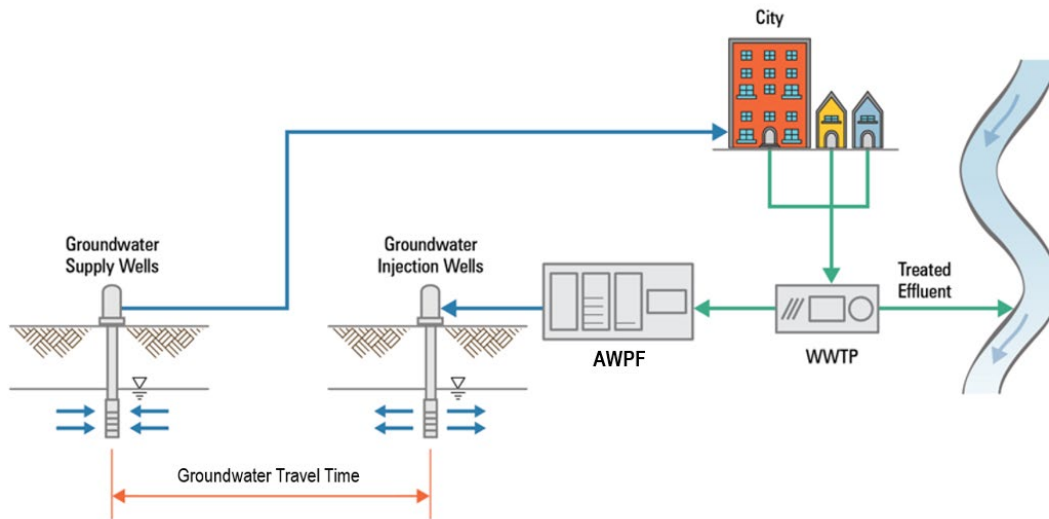 City
Groundwater
Supply Wells
Groundwater
Injection Wells
Treated
Effluent
AWPF
WWTP
Groundwater Travel Time